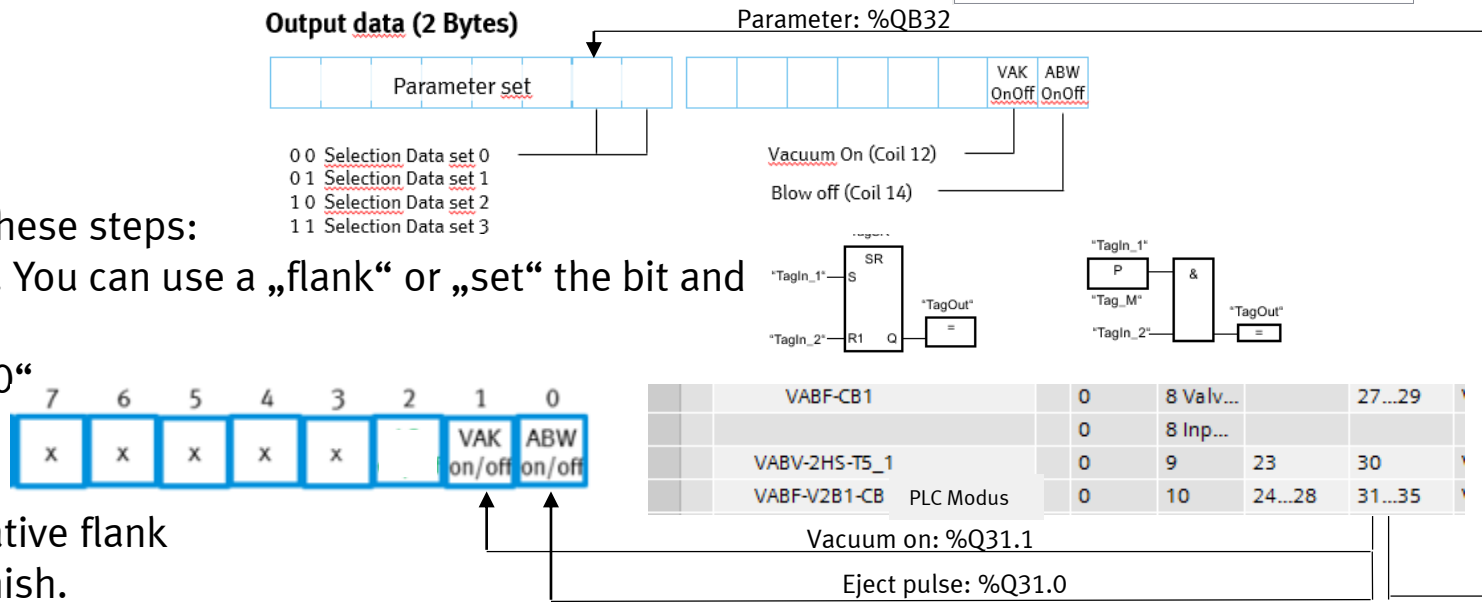 Parameter: %QB32
Output data (2 Bytes)
Parameter set
VAK OnOff
ABW OnOff
0 0 Selection Data set 0
0 1 Selection Data set 1
1 0 Selection Data set 2
1 1 Selection Data set 3
Vacuum On (Coil 12)
Blow off (Coil 14)
hese steps:
. You can use a „flank“ or „set“ the bit and
0“
SR
"TagIn_1"
S
"TagOut"
=
"TagIn_2"
R1 Q
"TagIn_1"
P
&
"Tag_M"
"TagOut"
"TagIn_2"
=
7 6 5 4 3 2 1 0
x x x x x VAK on/off ABW on/off
VABF-CB1 0 8 Valv... 27...29
0 8 Inp...
VABV-2HS-T5_1 0 9 23 30
VABF-V2B1-CB PLC Modus 0 10 24...28 31...35
ative flank
nish.
Vacuum on: %Q31.1
Eject pulse: %Q31.0